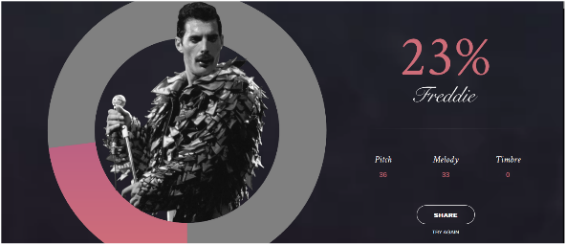 23%
Freddie
Pitch Melody Timbre
36 33 0
SHARE
TRY AGAIN